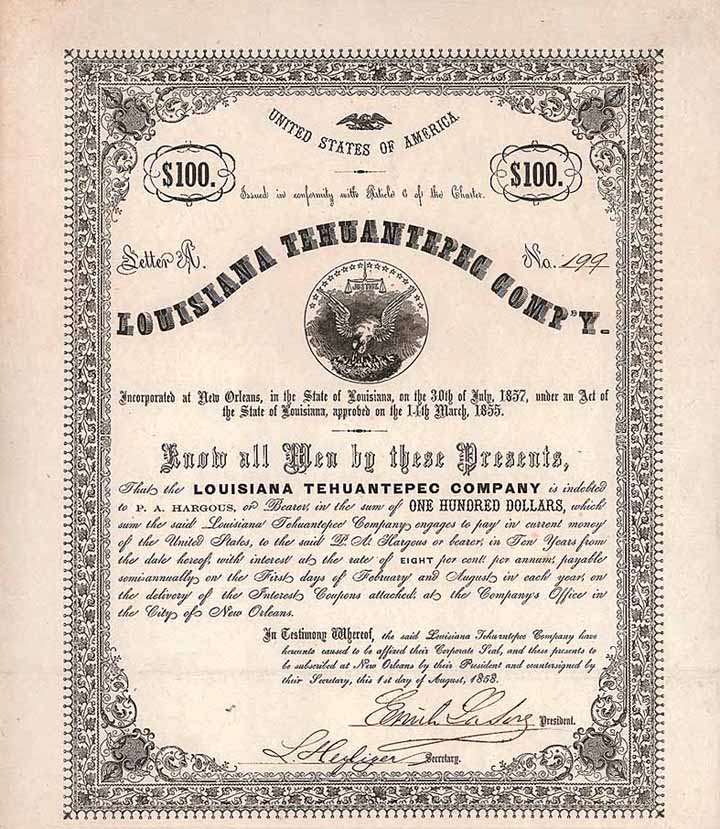 UNITED STATES OF AMERICA.
$100.
$100.
Issued in conformity with Article 6 of the Charter.
Letter A.
No. 199
LOUISIANA TEHUANTEPEC COMP'Y.
JUSTICE
Incorporated at New Orleans, in the State of Louisiana, on the 30th of July, 1857, under an Act of
the State of Louisiana, approved on the 14th March, 1855.
Know all Men by these Presents,
That the LOUISIANA TEHUANTEPEC COMPANY is indebted
to P. A. HARGOUS, or Bearer, in the sum of ONE HUNDRED DOLLARS, which
sum the said Louisiana Tehuantepec Company engages to pay in current money
of the United States, to the said P. A. Hargous or bearer, in Ten Years from
the date hereof, with interest at the rate of EIGHT per cent. per annum, payable
semi-annually on the First days of February and August in each year, on
the delivery of the Interest Coupons attached, at the Company's Office in
the City of New Orleans.
In Testimony Whereof, the said Louisiana Tehuantepec Company have
hereunto caused to be affixed their Corporate Seal, and these presents to
be subscribed at New Orleans by their President and countersigned by
their Secretary, this 1st day of August, 1858.
President.
L. Heyliger Secretary.